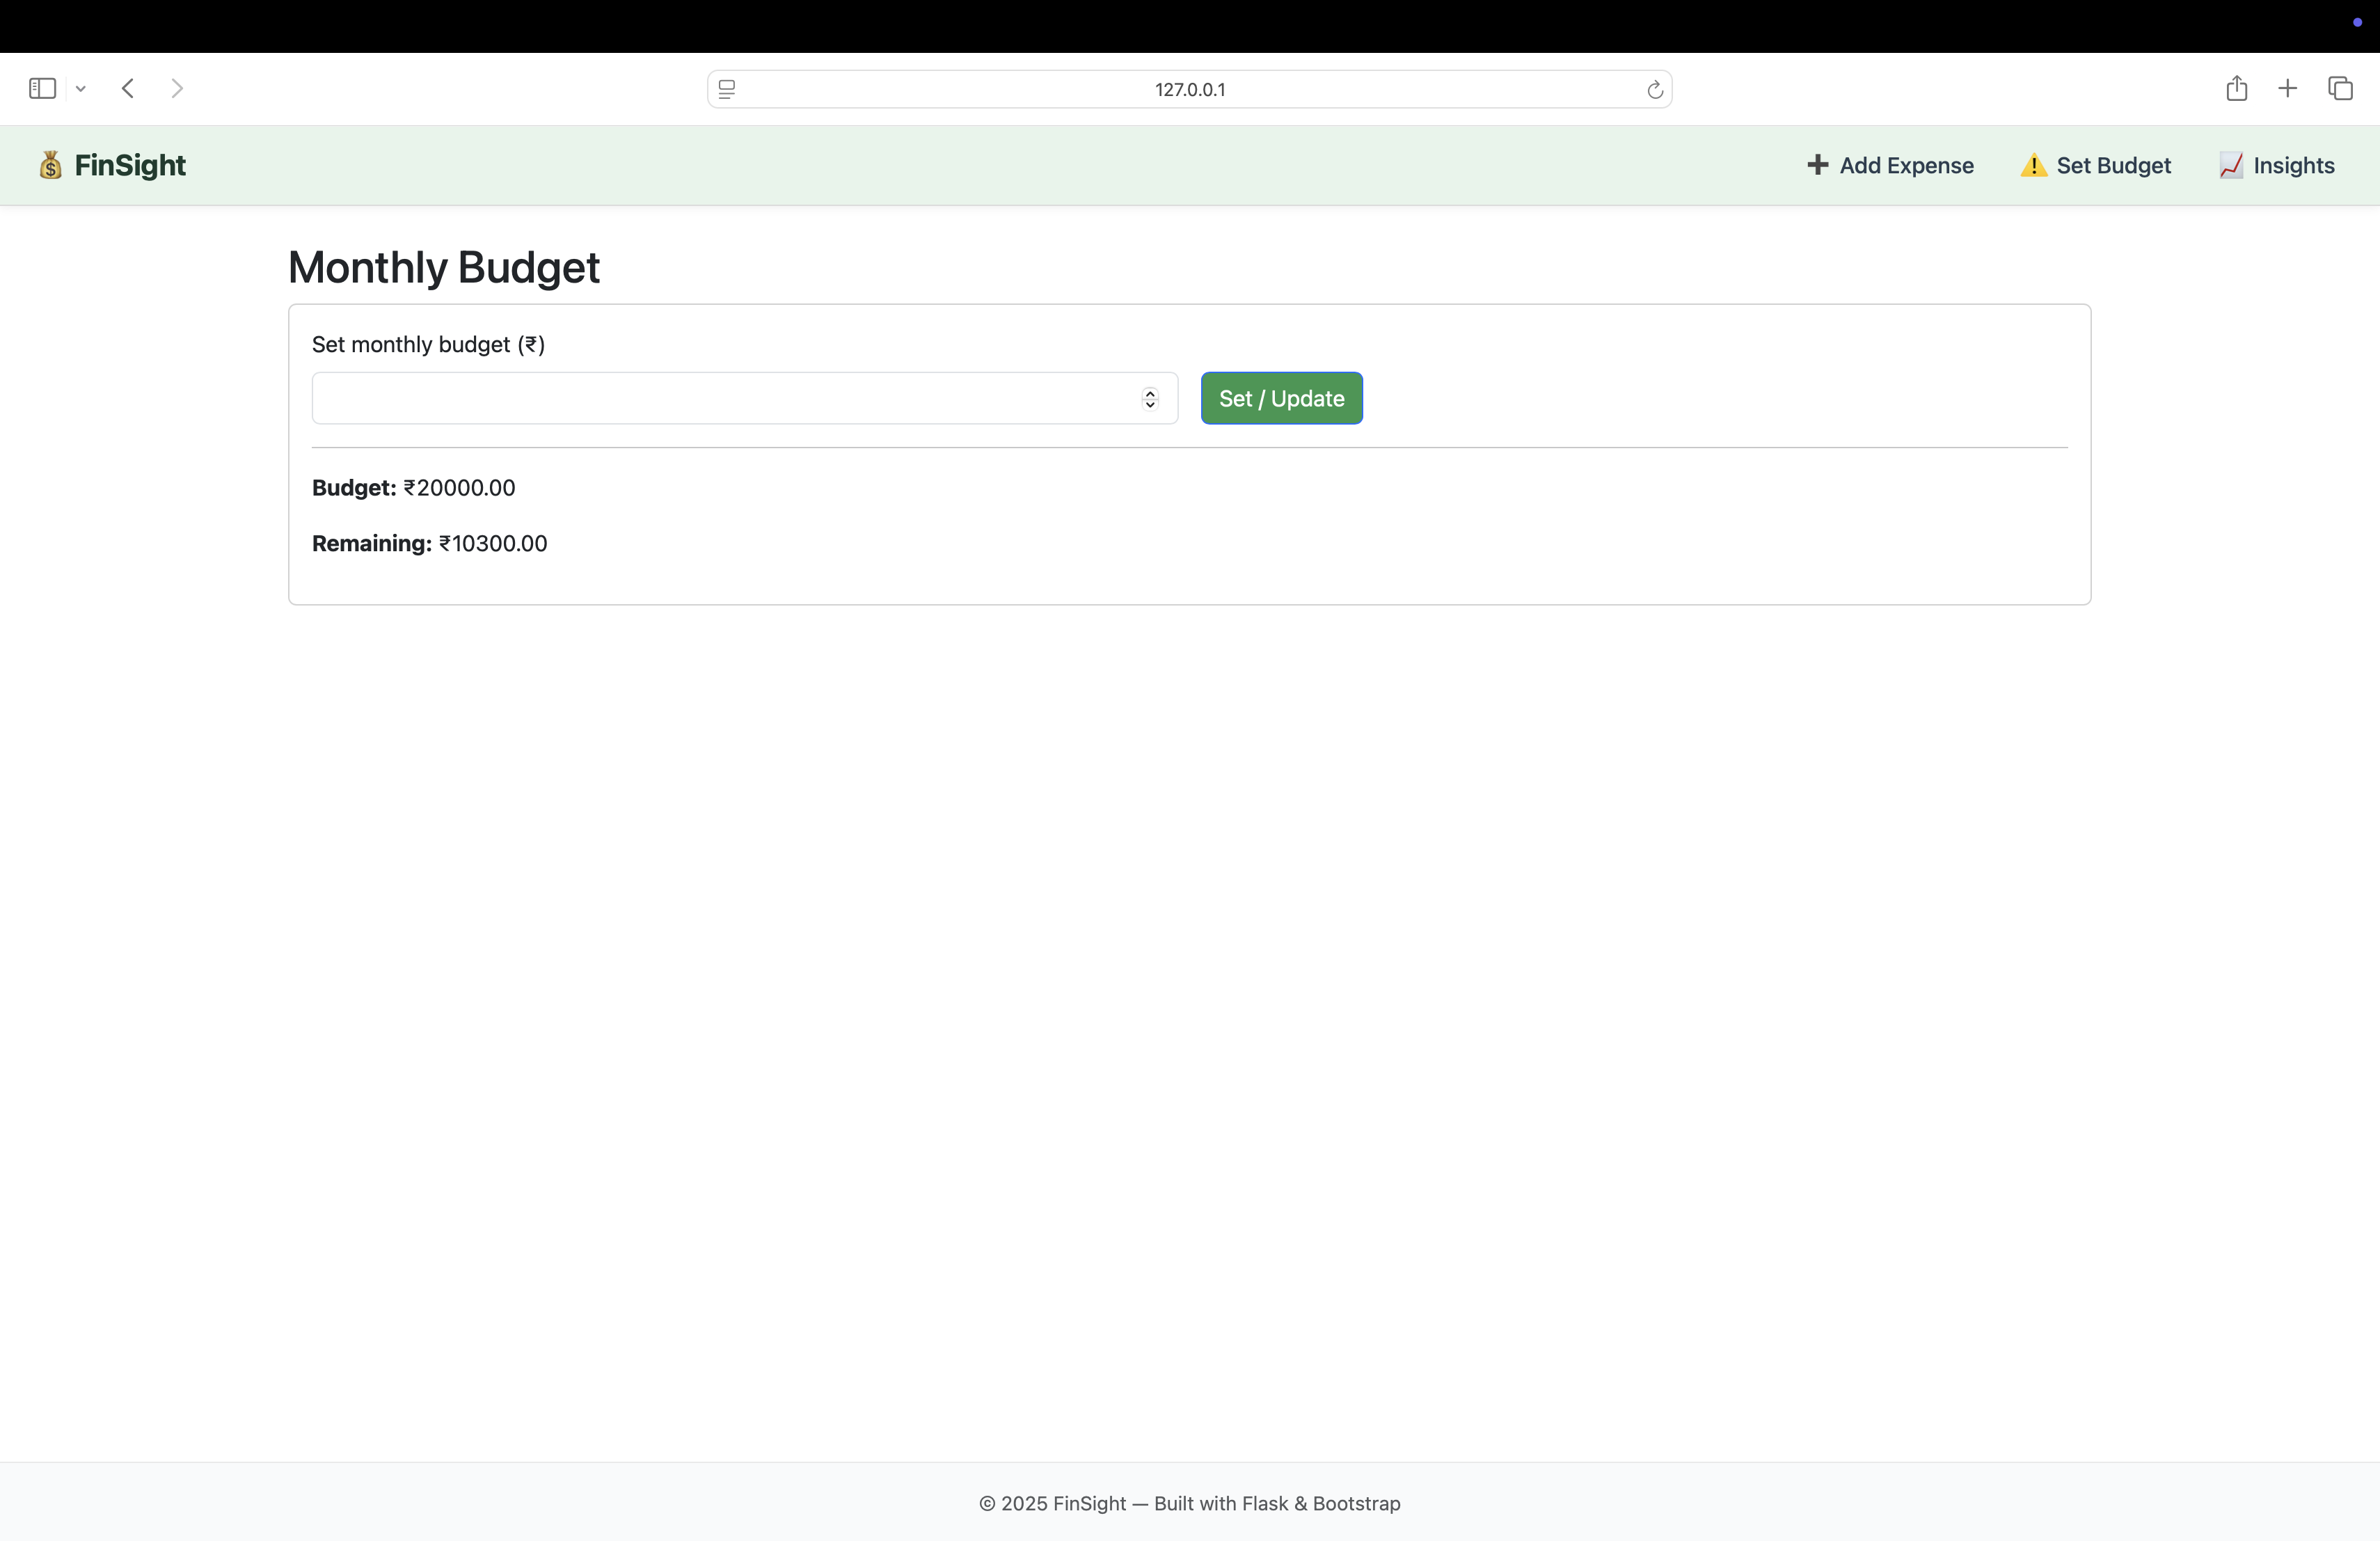 127.0.0.1
💰 FinSight
➕ Add Expense
⚠️ Set Budget
📈 Insights
Monthly Budget
Set monthly budget (₹)
Set / Update
Budget: ₹20000.00
Remaining: ₹10300.00
© 2025 FinSight — Built with Flask & Bootstrap